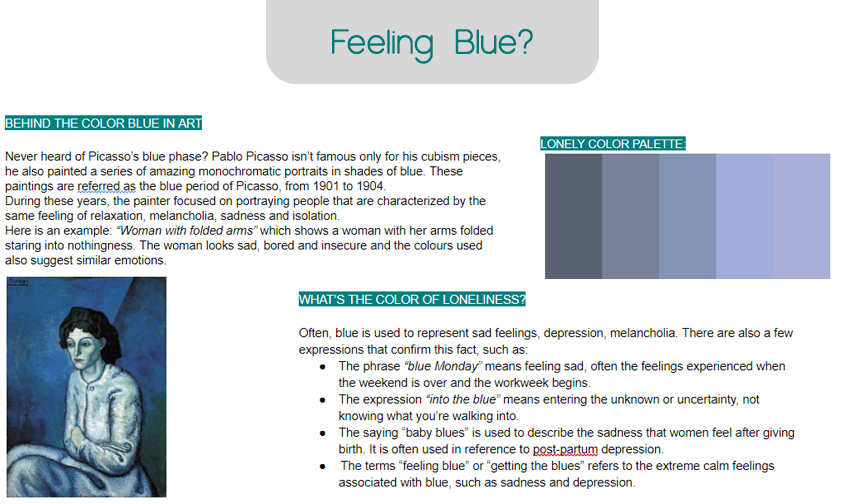 Feeling Blue?
BEHIND THE COLOR BLUE IN ART
Never heard of Picasso's blue phase? Pablo Picasso isn't famous only for his cubism pieces,
he also painted a series of amazing monochromatic portraits in shades of blue. These
paintings are referred as the blue period of Picasso, from 1901 to 1904.
During these years, the painter focused on portraying people that are characterized by the
same feeling of relaxation, melancholia, sadness and isolation.
Here is an example: “Woman with folded arms” which shows a woman with her arms folded
staring into nothingness. The woman looks sad, bored and insecure and the colours used
also suggest similar emotions.
LONELY COLOR PALETTE:
WHAT'S THE COLOR OF LONELINESS?
Often, blue is used to represent sad feelings, depression, melancholia. There are also a few
expressions that confirm this fact, such as:
● The phrase “blue Monday” means feeling sad, often the feelings experienced when
the weekend is over and the workweek begins.
● The expression “into the blue” means entering the unknown or uncertainty, not
knowing what you're walking into.
● The saying “baby blues” is used to describe the sadness that women feel after giving
birth. It is often used in reference to post-partum depression.
● The terms “feeling blue” or “getting the blues” refers to the extreme calm feelings
associated with blue, such as sadness and depression.